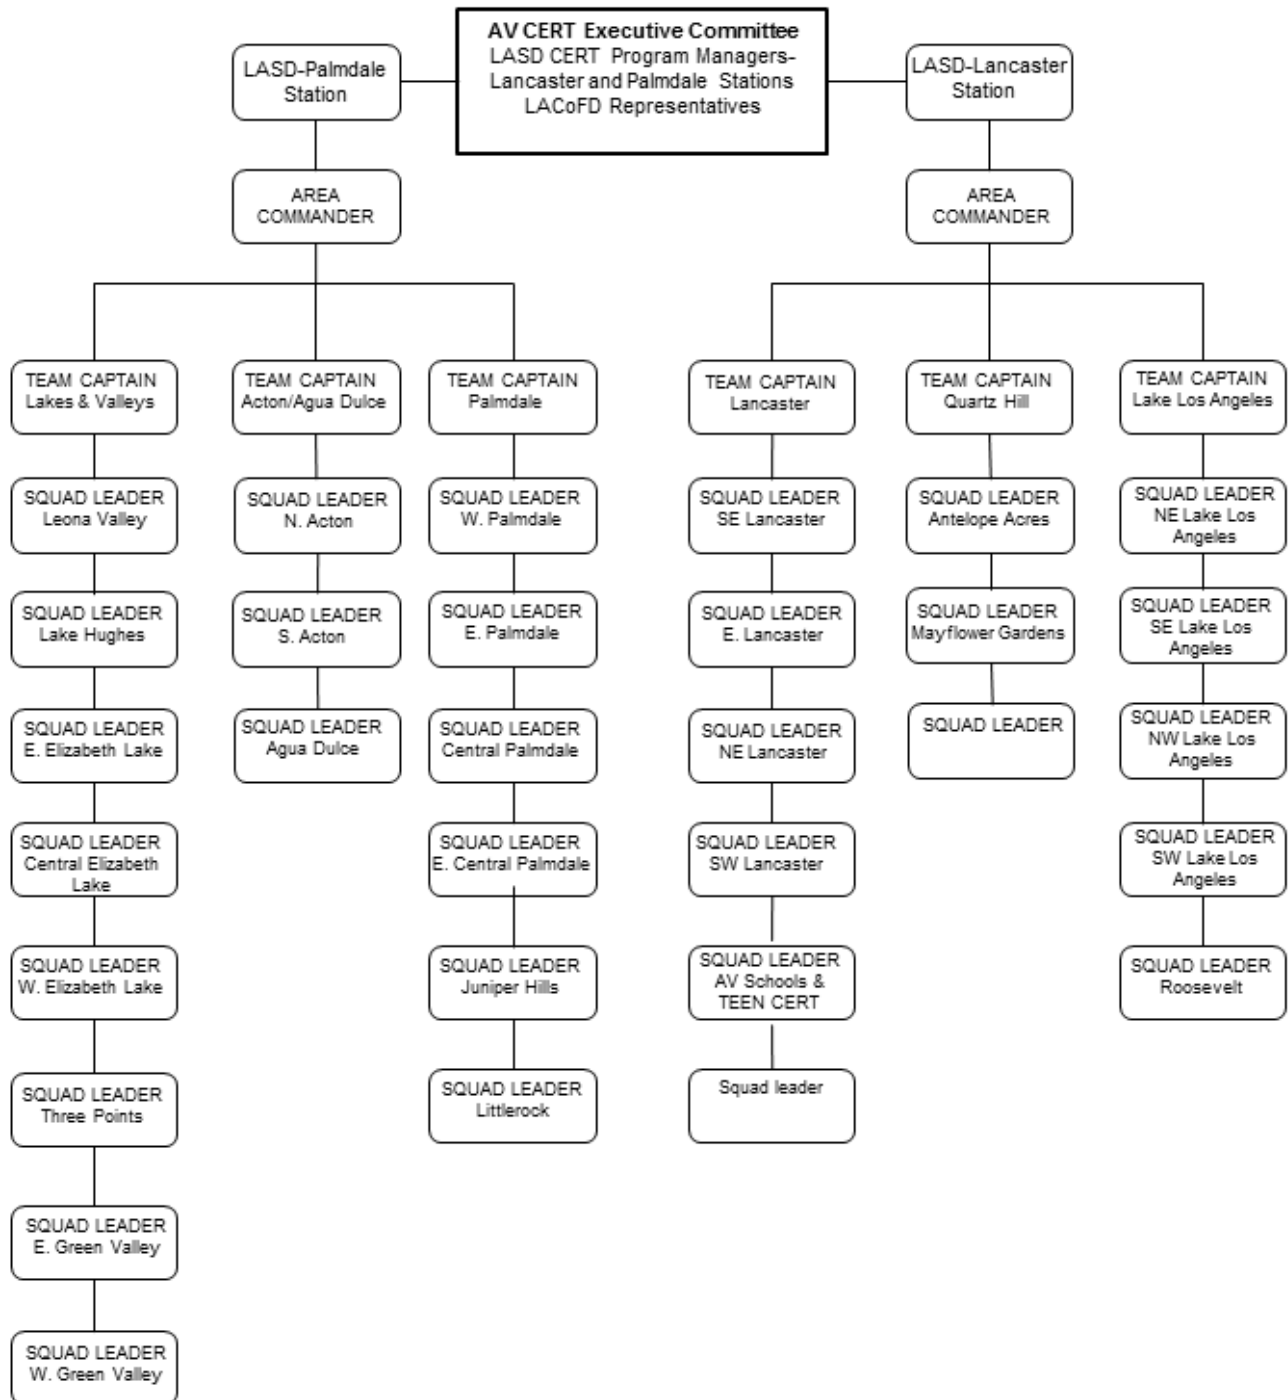 AV CERT Executive Committee
LASD CERT Program Managers-
Lancaster and Palmdale Stations
LACoFD Representatives
LASD-Palmdale
Station
LASD-Lancaster
Station
AREA
COMMANDER
AREA
COMMANDER
TEAM CAPTAIN
Lakes & Valleys
SQUAD LEADER
Leona Valley
SQUAD LEADER
Lake Hughes
SQUAD LEADER
E. Elizabeth Lake
SQUAD LEADER
Central Elizabeth
Lake
SQUAD LEADER
W. Elizabeth Lake
SQUAD LEADER
Three Points
SQUAD LEADER
E. Green Valley
SQUAD LEADER
W. Green Valley
TEAM CAPTAIN
Acton/Agua Dulce
SQUAD LEADER
N. Acton
SQUAD LEADER
S. Acton
SQUAD LEADER
Agua Dulce
TEAM CAPTAIN
Palmdale
SQUAD LEADER
W. Palmdale
SQUAD LEADER
E. Palmdale
SQUAD LEADER
Central Palmdale
SQUAD LEADER
E. Central Palmdale
SQUAD LEADER
Juniper Hills
SQUAD LEADER
Littlerock
TEAM CAPTAIN
Lancaster
SQUAD LEADER
SE Lancaster
SQUAD LEADER
E. Lancaster
SQUAD LEADER
NE Lancaster
SQUAD LEADER
SW Lancaster
SQUAD LEADER
AV Schools &
TEEN CERT
Squad leader
TEAM CAPTAIN
Quartz Hill
SQUAD LEADER
Antelope Acres
SQUAD LEADER
Mayflower Gardens
SQUAD LEADER
TEAM CAPTAIN
Lake Los Angeles
SQUAD LEADER
NE Lake Los
Angeles
SQUAD LEADER
SE Lake Los
Angeles
SQUAD LEADER
NW Lake Los
Angeles
SQUAD LEADER
SW Lake Los
Angeles
SQUAD LEADER
Roosevelt